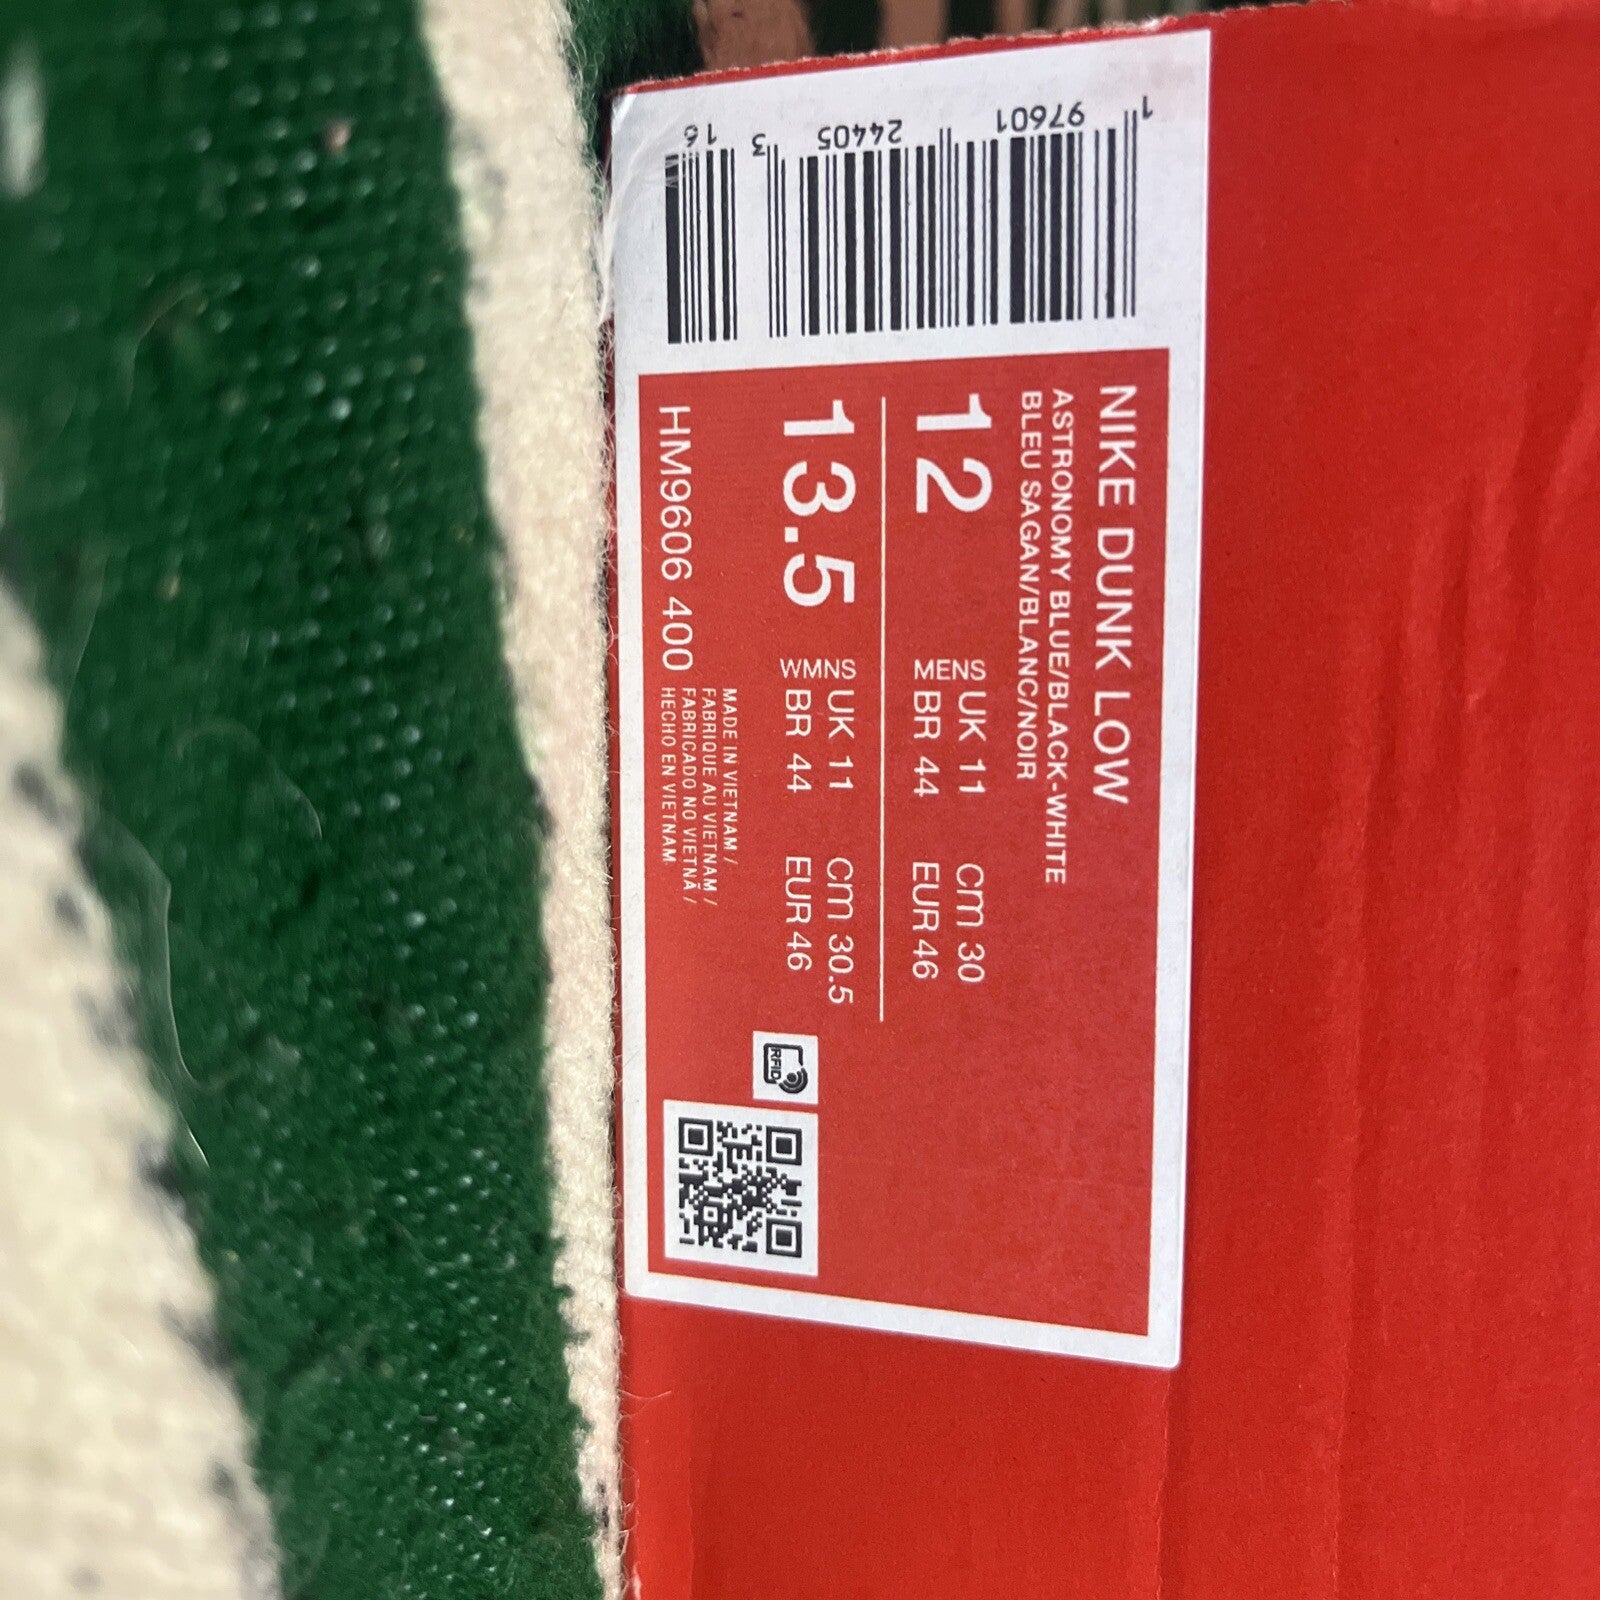 1 97601 24405 3 16
NIKE DUNK LOW
ASTRONOMY BLUE/BLACK-WHITE
BLEU SAGAN/BLANC/NOIR
12 MENS UK 11 cm 30
BR 44 EUR 46
13.5 WMNS UK 11 cm 30.5
BR 44 EUR 46
HM9606 400
MADE IN VIETNAM /
FABRIQUE AU VIETNAM /
FABRICADO NO VIETNÃ /
HECHO EN VIETNAM
RFID